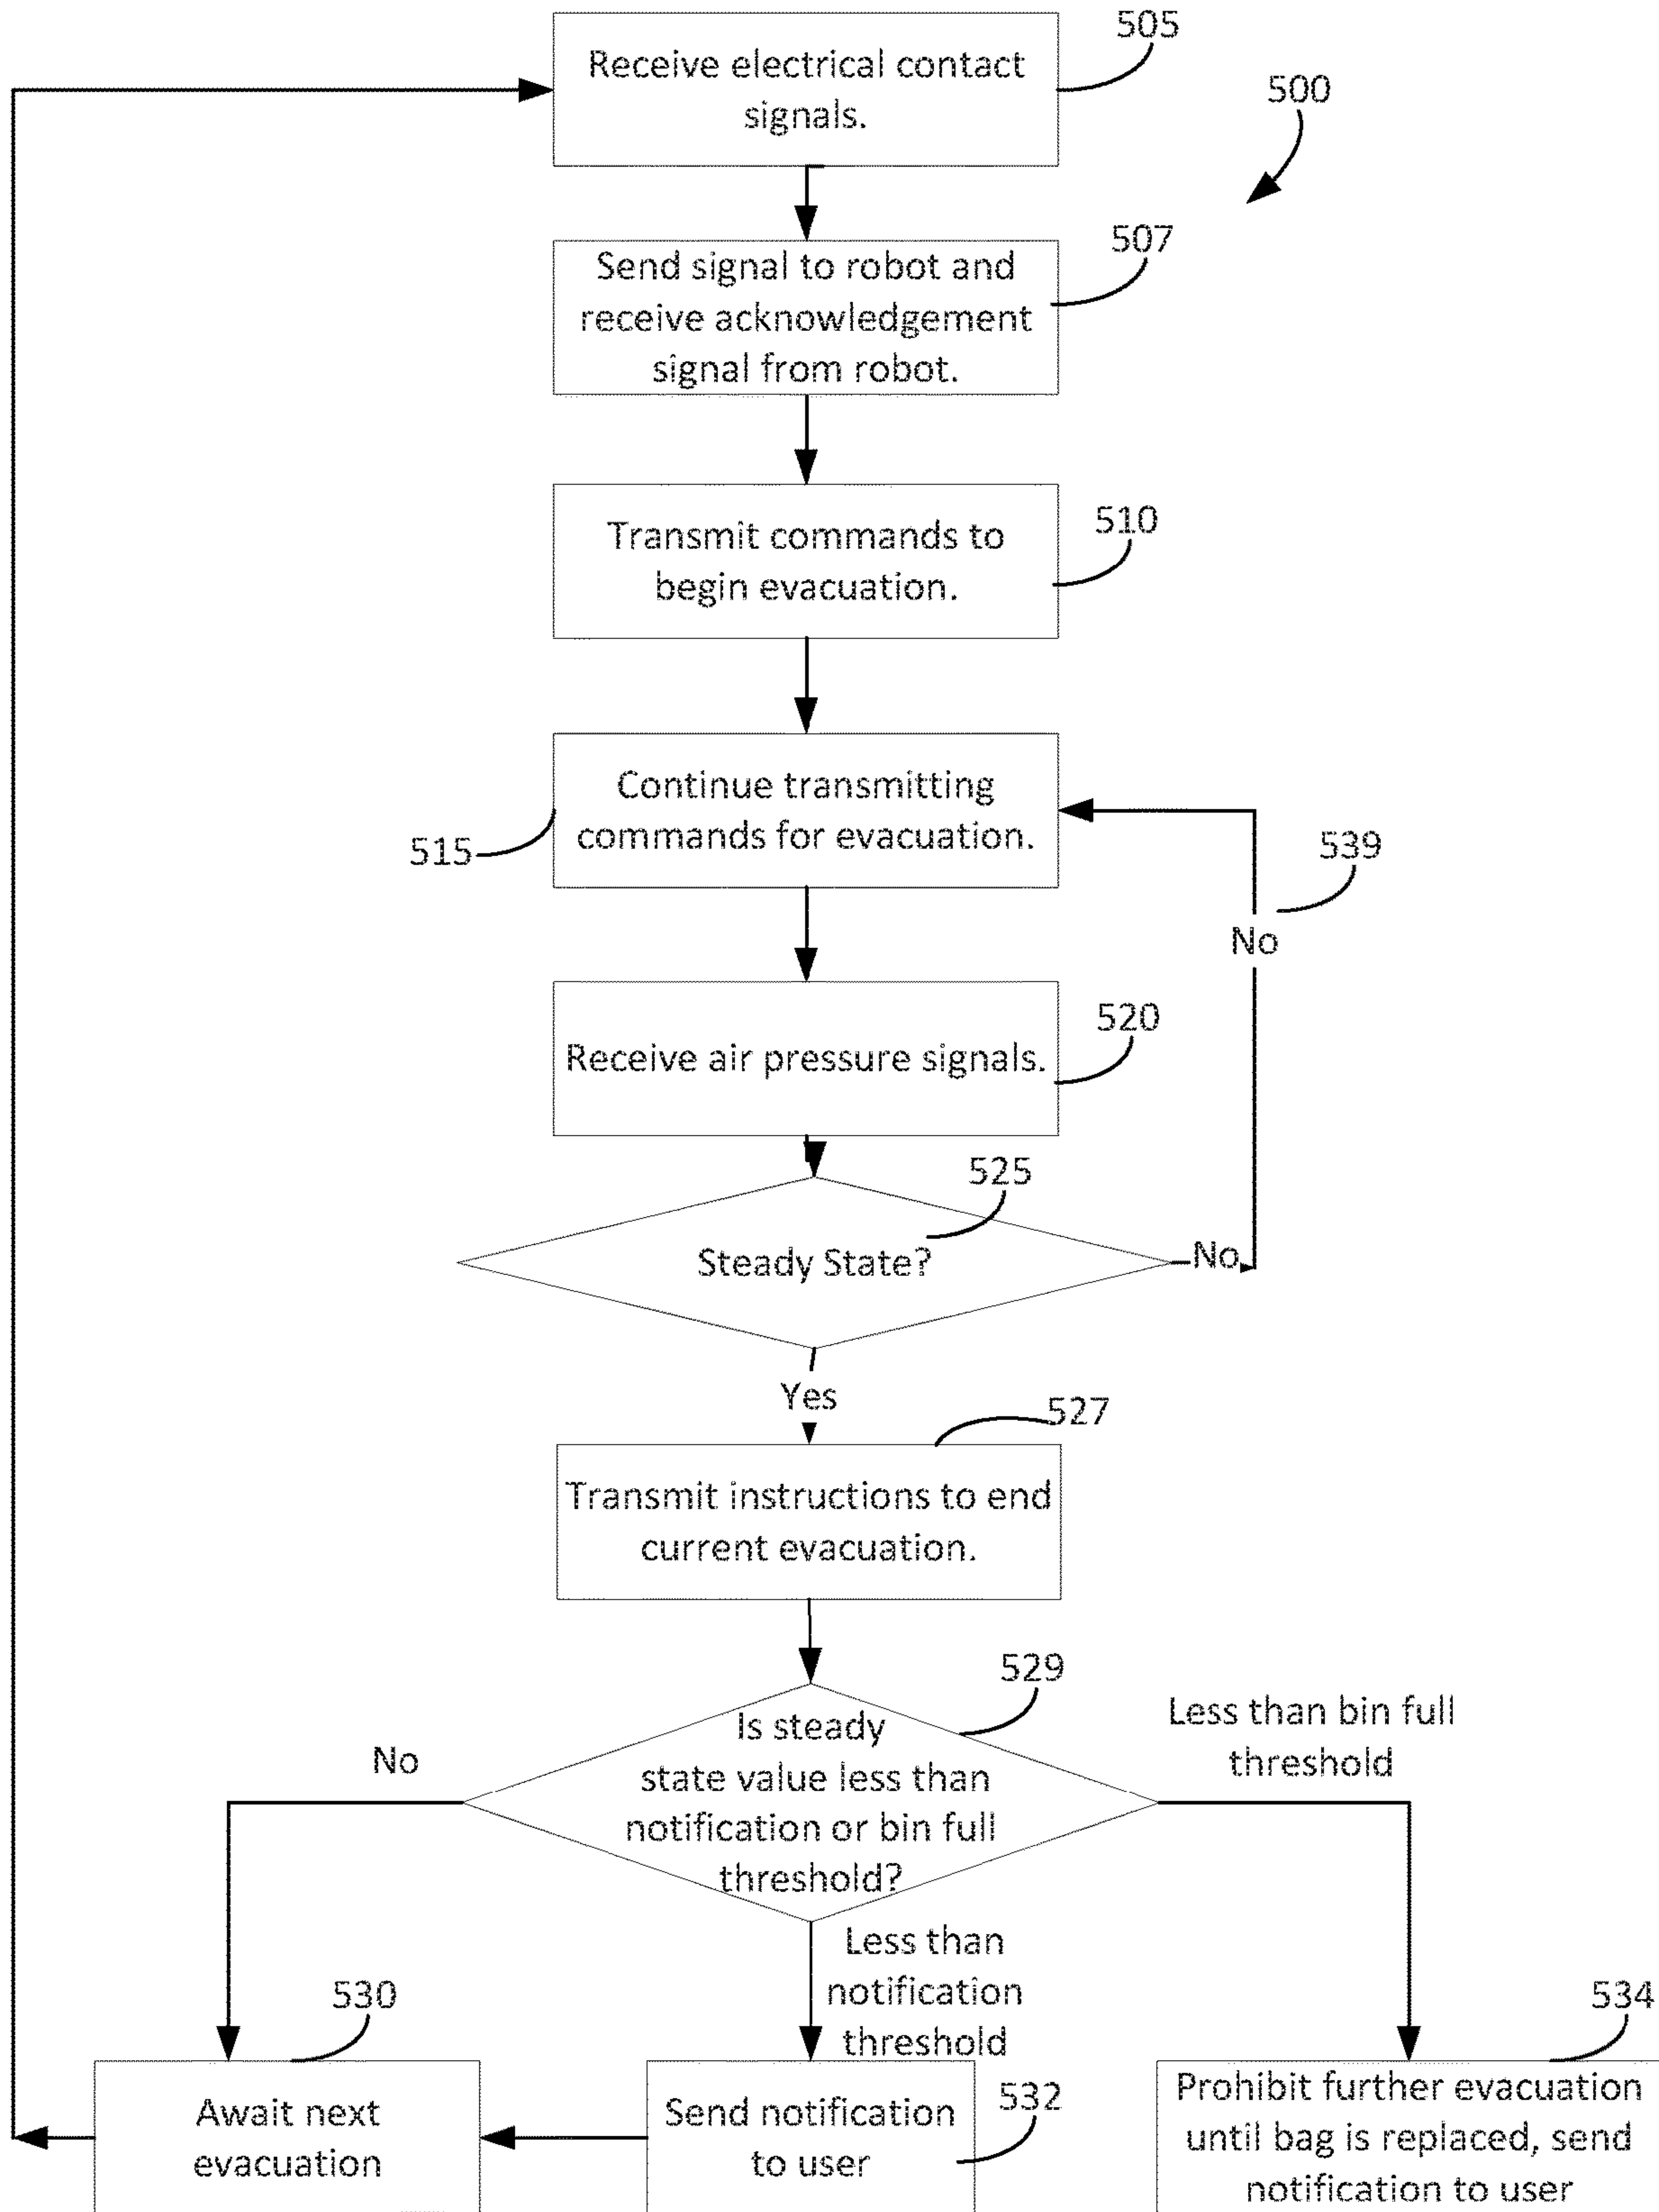 505
Receive electrical contact
signals.
500
507
Send signal to robot and
receive acknowledgement
signal from robot.
510
Transmit commands to
begin evacuation.
Continue transmitting
commands for evacuation.
515
539
No
520
Receive air pressure signals.
525
Steady State?
No
Yes
527
Transmit instructions to end
current evacuation.
529
Is steady
state value less than
notification or bin full
threshold?
No
Less than bin full
threshold
Less than
notification
threshold
530
Await next
evacuation
532
Send notification
to user
534
Prohibit further evacuation
until bag is replaced, send
notification to user